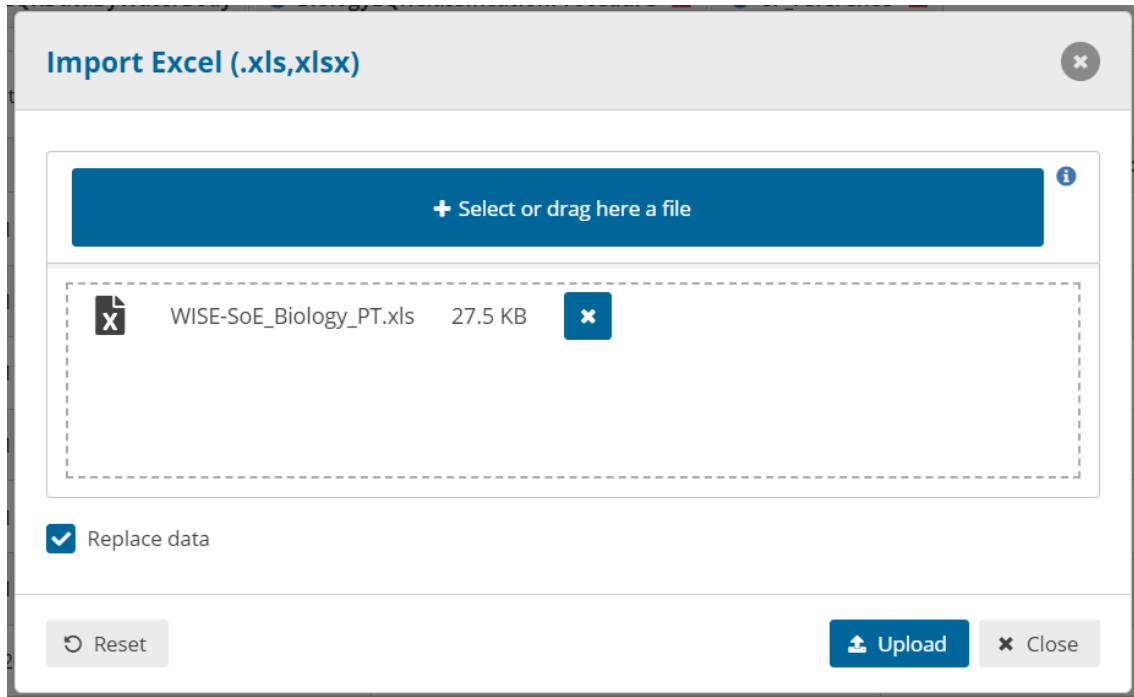 Import Excel (.xls,xlsx)
Select or drag here a file
WISE-SoE_Biology_PT.xls 27.5 KB
Replace data
Reset Upload Close